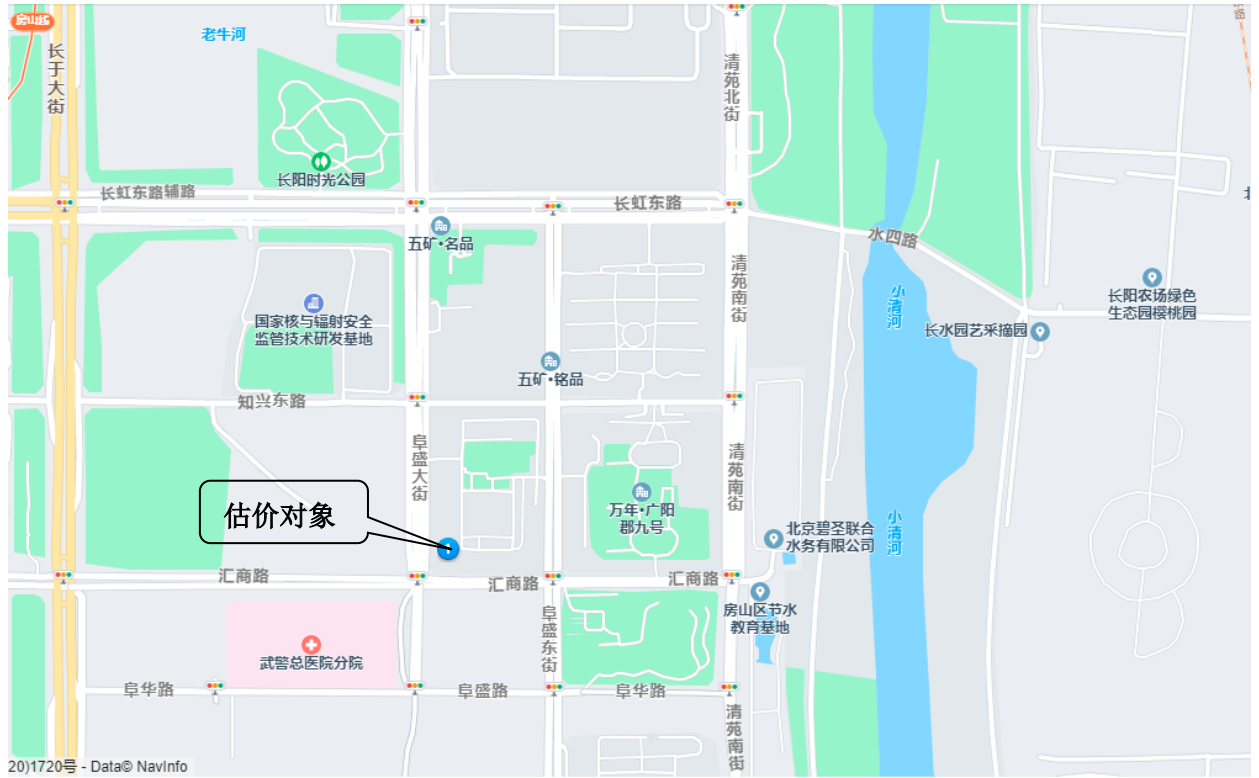 房山线
老牛河
长于大街
清苑北街
长阳时光公园
长虹东路辅路
长虹东路
五矿·名品
水四路
清苑南街
小清河
长阳农场绿色
生态园樱桃园
国家核与辐射安全
监管技术研发基地
长水园艺采摘园
五矿·铭品
知兴东路
阜盛大街
清苑南街
估价对象
万年·广阳
郡九号
小清河
北京碧圣联合
水务有限公司
汇商路
汇商路
汇商路
房山区节水
教育基地
阜盛东街
武警总医院分院
阜华路
阜盛路
阜华路
清苑南街
20)1720号 - Data© NavInfo